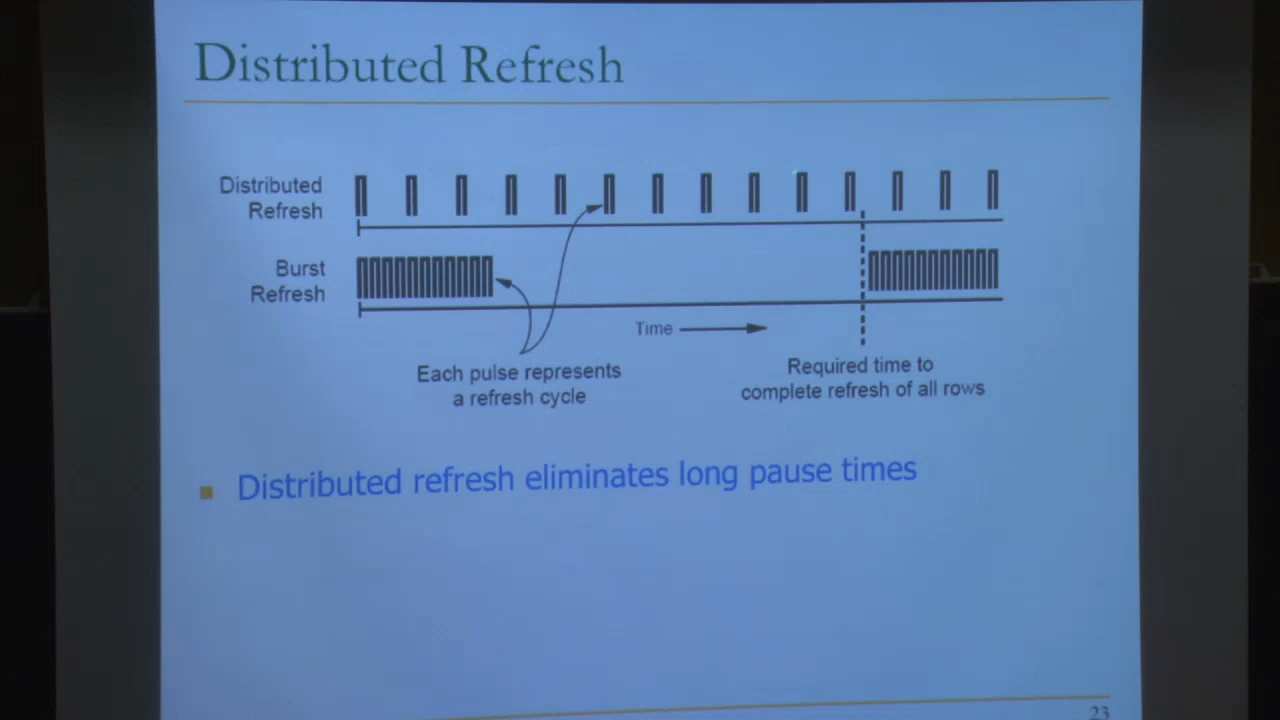 Distributed Refresh
Distributed
Refresh
Burst
Refresh
Time
Each pulse represents
a refresh cycle
Required time to
complete refresh of all rows
Distributed refresh eliminates long pause times
23